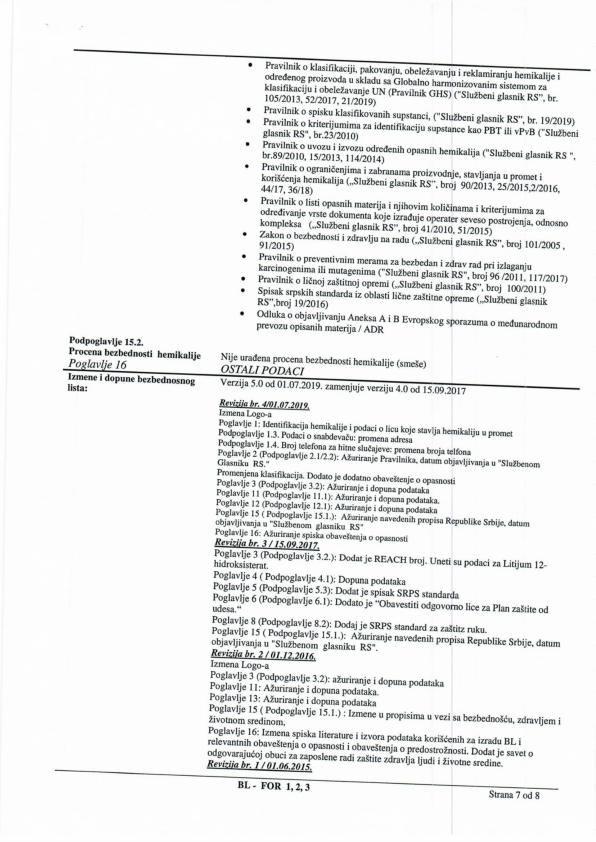 • Pravilnik o klasifikaciji, pakovanju, obeležavanju i reklamiranju hemikalije i
određenog proizvoda u skladu sa Globalno harmonizovanim sistemom za
klasifikaciju i obeležavanje UN (Pravilnik GHS) ("Službeni glasnik RS”, br.
105/2013, 52/2017, 21/2019)
• Pravilnik o spisku klasifikovanih supstanci, ("Službeni glasnik RS”, br. 19/2019)
• Pravilnik o kriterijumima za identifikaciju supstance kao PBT ili vPvB ("Službeni
glasnik RS", br.23/2010)
• Pravilnik o uvozu i izvozu određenih opasnih hemikalija ("Službeni glasnik RS ",
br.89/2010, 15/2013, 114/2014)
• Pravilnik o ograničenjima i zabranama proizvodnje, stavljanja u promet i
korišćenja hemikalija („Službeni glasnik RS”, broj 90/2013, 25/2015,2/2016,
44/17, 36/18)
• Pravilnik o listi opasnih materija i njihovim količinama i kriterijumima za
određivanje vrste dokumenta koje izrađuje operater seveso postrojenja, odnosno
kompleksa („Službeni glasnik RS”, broj 41/2010, 51/2015)
• Zakon o bezbednosti i zdravlju na radu („Službeni glasnik RS”, broj 101/2005 ,
91/2015)
• Pravilnik o preventivnim merama za bezbedan i zdrav rad pri izlaganju
karcinogenima ili mutagenima ("Službeni glasnik RS", broj 96 /2011, 117/2017)
• Pravilnik o ličnoj zaštitnoj opremi („Službeni glasnik RS”, broj 100/2011)
• Spisak srpskih standarda iz oblasti lične zaštitne opreme („Službeni glasnik
RS”,broj 19/2016)
• Odluka o objavljivanju Aneksa A i B Evropskog sporazuma o međunarodnom
prevozu opisanih materija / ADR
Podpoglavlje 15.2.
Procena bezbednosti hemikalije Nije urađena procena bezbednosti hemikalije (smeše)
Poglavlje 16 OSTALI PODACI
Izmene i dopune bezbednosnog Verzija 5.0 od 01.07.2019. zamenjuje verziju 4.0 od 15.09.2017
lista:
Revizija br. 4/01.07.2019.
Izmena Logo-a
Poglavlje 1: Identifikacija hemikalije i podaci o licu koje stavlja hemikaliju u promet
Podpoglavlje 1.3. Podaci o snabdevaču: promena adresa
Podpoglavlje 1.4. Broj telefona za hitne slučajeve: promena broja telfona
Poglavlje 2 (Podpoglavlje 2.1/2.2): Ažuriranje Pravilnika, datum objavljivanja u "Službenom
Glasniku RS."
Promenjena klasifikacija. Dodato je dodatno obaveštenje o opasnosti
Poglavlje 3 (Podpoglavlje 3.2): Ažuriranje i dopuna podataka
Poglavlje 11 (Podpoglavlje 11.1): Ažuriranje i dopuna podataka.
Poglavlje 12 (Podpoglavlje 12.1): Ažuriranje i dopuna podataka
Poglavlje 15 ( Podpoglavlje 15.1.): Ažuriranje navedenih propisa Republike Srbije, datum
objavljivanja u "Službenom glasniku RS"
Poglavlje 16: Ažuriranje spiska obaveštenja o opasnosti
Revizija br. 3 / 15.09.2017.
Poglavlje 3 (Podpoglavlje 3.2.): Dodat je REACH broj. Uneti su podaci za Litijum 12-
hidroksisterat.
Poglavlje 4 ( Podpoglavlje 4.1): Dopuna podataka
Poglavlje 5 (Podpoglavlje 5.3): Dodat je spisak SRPS standarda
Poglavlje 6 (Podpoglavlje 6.1): Dodato je “Obavestiti odgovorno lice za Plan zaštite od
udesa.“
Poglavlje 8 (Podpoglavlje 8.2): Dodaj je SRPS standard za zaštitz ruku.
Poglavlje 15 ( Podpoglavlje 15.1.): Ažuriranje navedenih propisa Republike Srbije, datum
objavljivanja u "Službenom glasniku RS".
Revizija br. 2 / 01.12.2016.
Izmena Logo-a
Poglavlje 3 (Podpoglavlje 3.2): ažuriranje i dopuna podataka
Poglavlje 11: Ažuriranje i dopuna podataka.
Poglavlje 13: Ažuriranje i dopuna podataka
Poglavlje 15 ( Podpoglavlje 15.1.) : Izmene u propisima u vezi sa bezbednošću, zdravljem i
životnom sredinom,
Poglavlje 16: Izmena spiska literature i izvora podataka korišćenih za izradu BL i
relevantnih obaveštenja o opasnosti i obaveštenja o predostrožnosti. Dodat je savet o
odgovarajućoj obuci za zaposlene radi zaštite zdravlja ljudi i životne sredine.
Revizija br. 1 / 01.06.2015.
BL - FOR 1, 2, 3
Strana 7 od 8